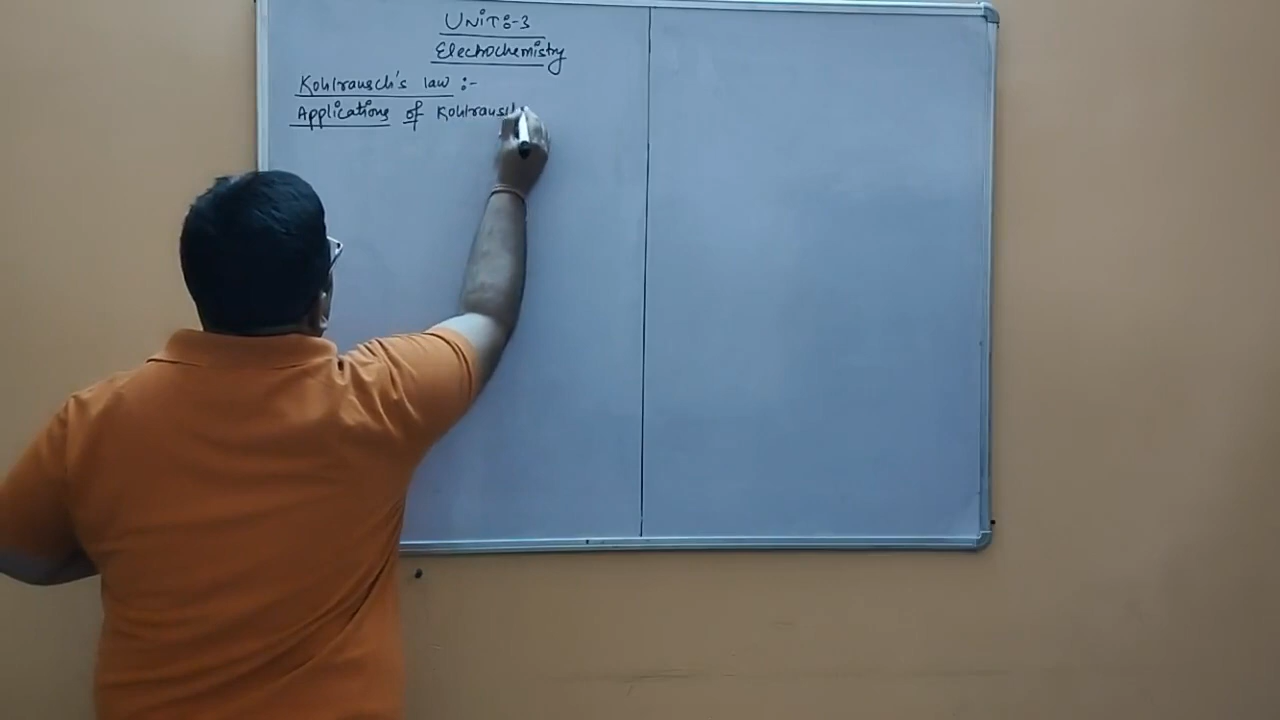 UNIT:-3
Electrochemistry
Kohlrausch's law :-
Applications of Kohlrausch